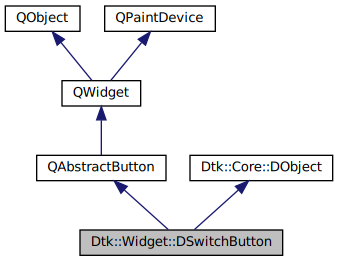 QObject
QPaintDevice
QWidget
QAbstractButton
Dtk::Core::DObject
Dtk::Widget::DSwitchButton